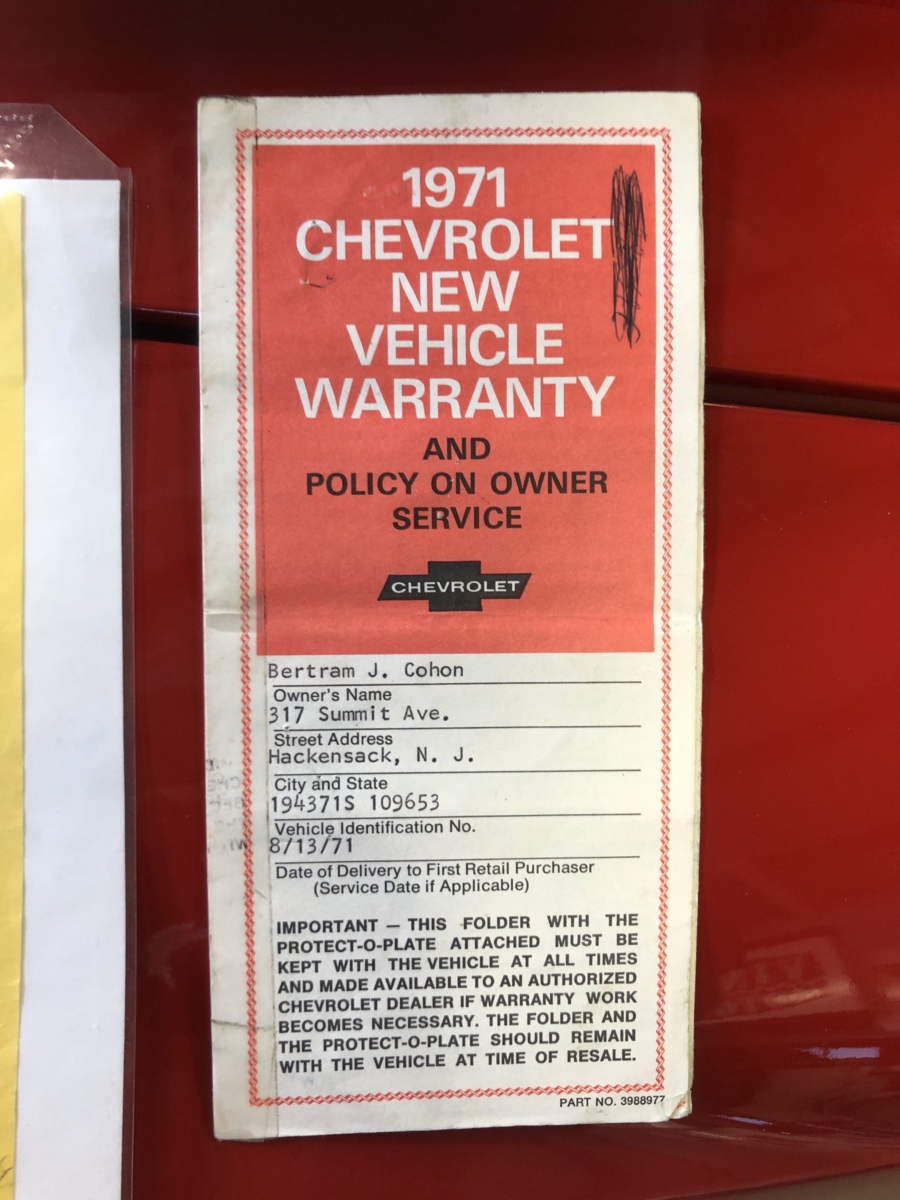 1971
CHEVROLET
NEW
VEHICLE
WARRANTY
AND
POLICY ON OWNER
SERVICE
CHEVROLET
Bertram J. Cohon
Owner's Name
317 Summit Ave.
Street Address
Hackensack, N. J.
City and State
194371S 109653
Vehicle Identification No.
8/13/71
Date of Delivery to First Retail Purchaser
(Service Date if Applicable)
IMPORTANT — THIS FOLDER WITH THE
PROTECT-O-PLATE ATTACHED MUST BE
KEPT WITH THE VEHICLE AT ALL TIMES
AND MADE AVAILABLE TO AN AUTHORIZED
CHEVROLET DEALER IF WARRANTY WORK
BECOMES NECESSARY. THE FOLDER AND
THE PROTECT-O-PLATE SHOULD REMAIN
WITH THE VEHICLE AT TIME OF RESALE.
PART NO. 3988977